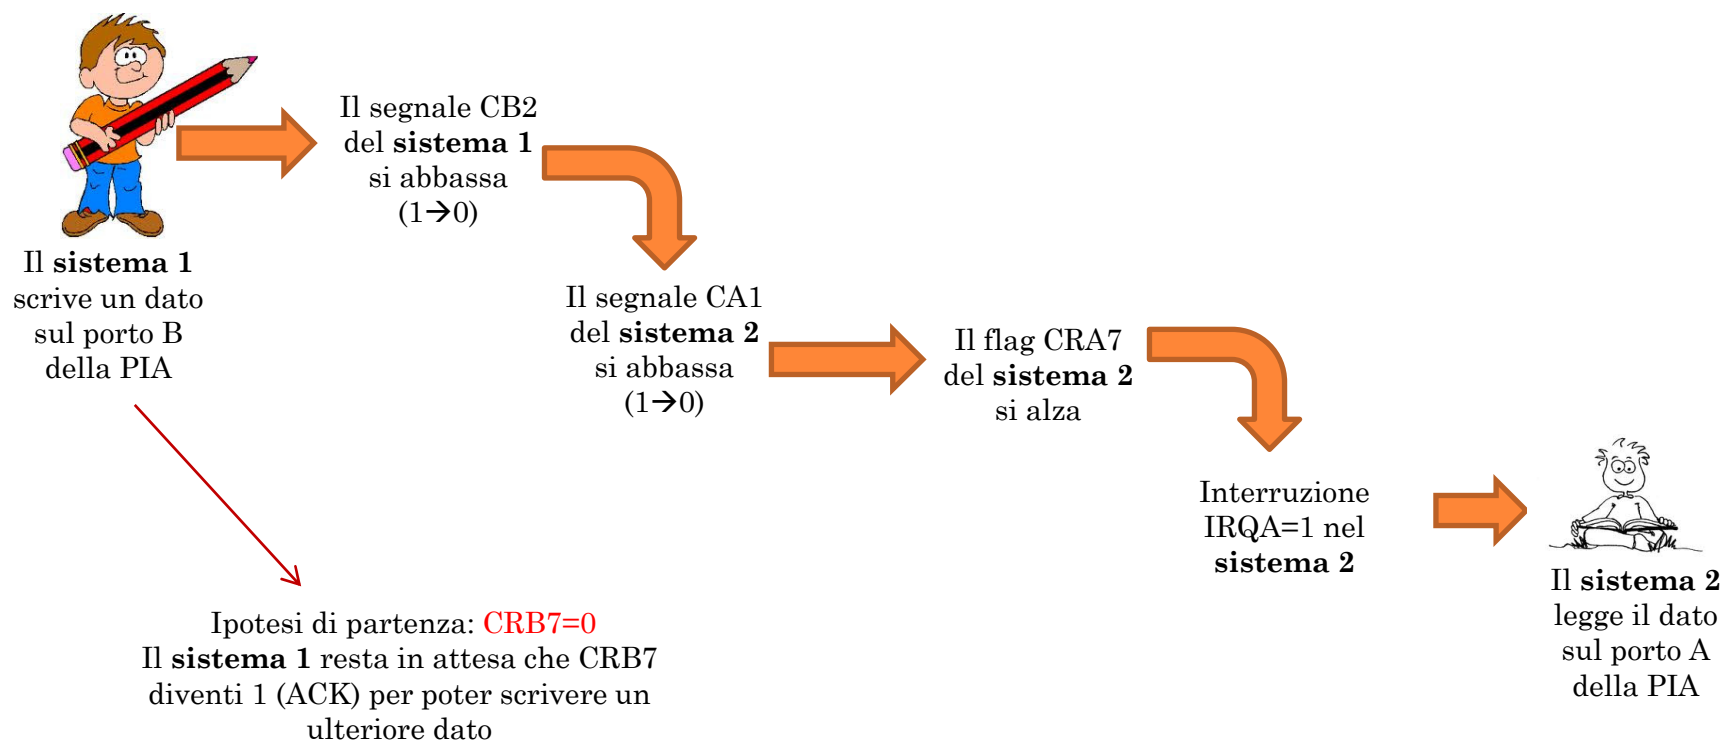 Il sistema 1
scrive un dato
sul porto B
della PIA
Il segnale CB2
del sistema 1
si abbassa
(1→0)
Il segnale CA1
del sistema 2
si abbassa
(1→0)
Il flag CRA7
del sistema 2
si alza
Interruzione
IRQA=1 nel
sistema 2
Il sistema 2
legge il dato
sul porto A
della PIA
Ipotesi di partenza: CRB7=0
Il sistema 1 resta in attesa che CRB7
diventi 1 (ACK) per poter scrivere un
ulteriore dato